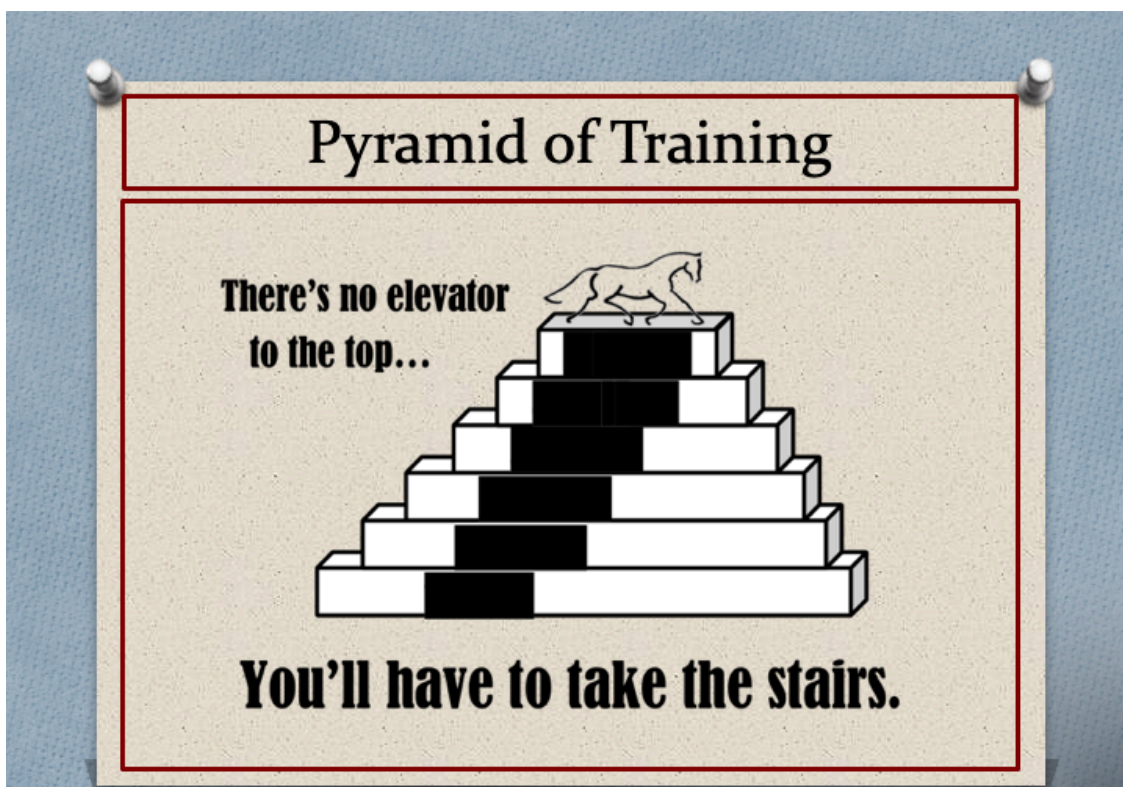 Pyramid of Training
There's no elevator
to the top...
You'll have to take the stairs.